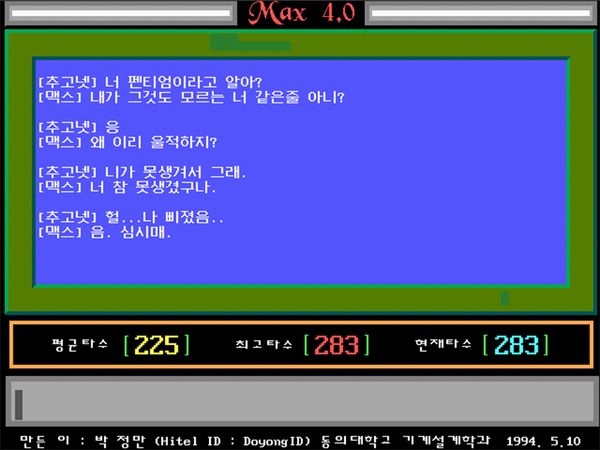 Max 4.0
[추고넷] 너 펜티엄이라고 알아?
[맥스] 내가 그것도 모르는 너 같은줄 아니?
[추고넷] 응
[맥스] 왜 이리 울적하지?
[추고넷] 니가 못생겨서 그래.
[맥스] 너 참 못생겼구나.
[추고넷] 헐...나 삐졌음..
[맥스] 음. 심시매.
평균타수 [225] 최고타수 [283] 현재타수 [283]
만든 이 : 박 정만 (Hitel ID : DoyongID) 동의대학교 기계설계학과 1994. 5.10